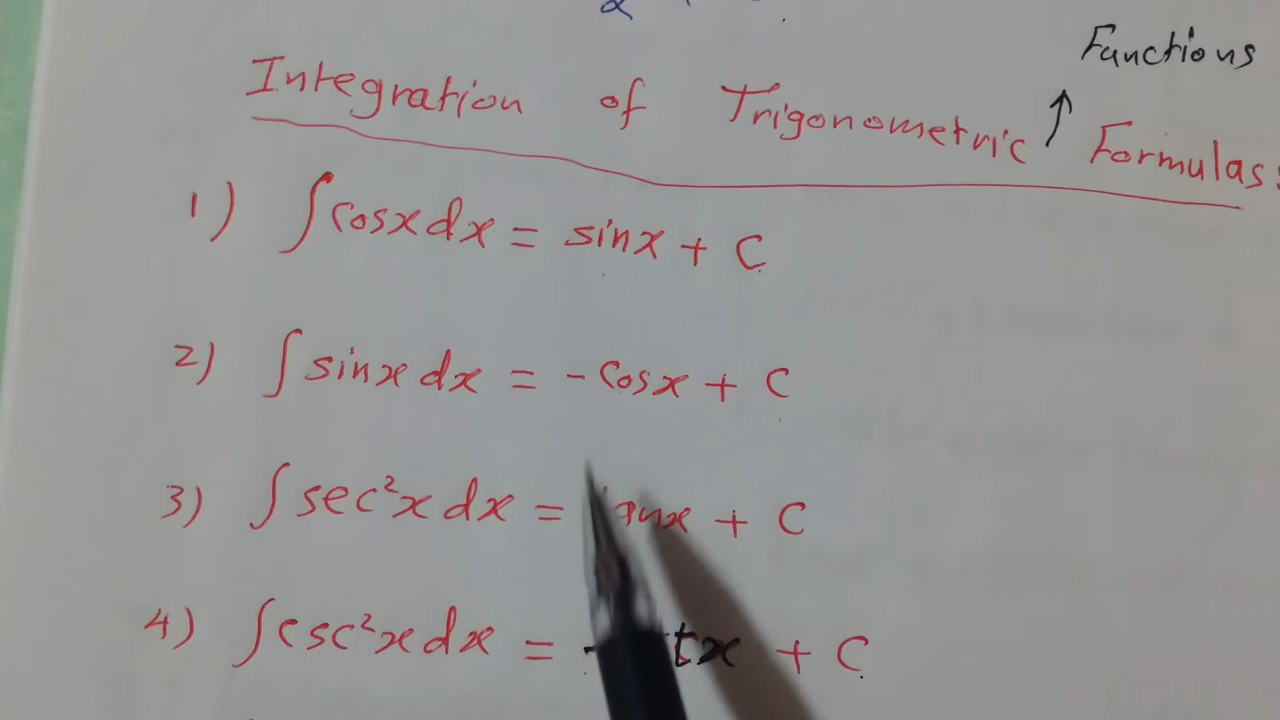 Functions
Integration of Trigonometric ↑ Formulas:
1) ∫cosx dx = sinx + C
2) ∫sinx dx = -cosx + C
3) ∫sec²x dx = + C
4) ∫csc²x dx = + C